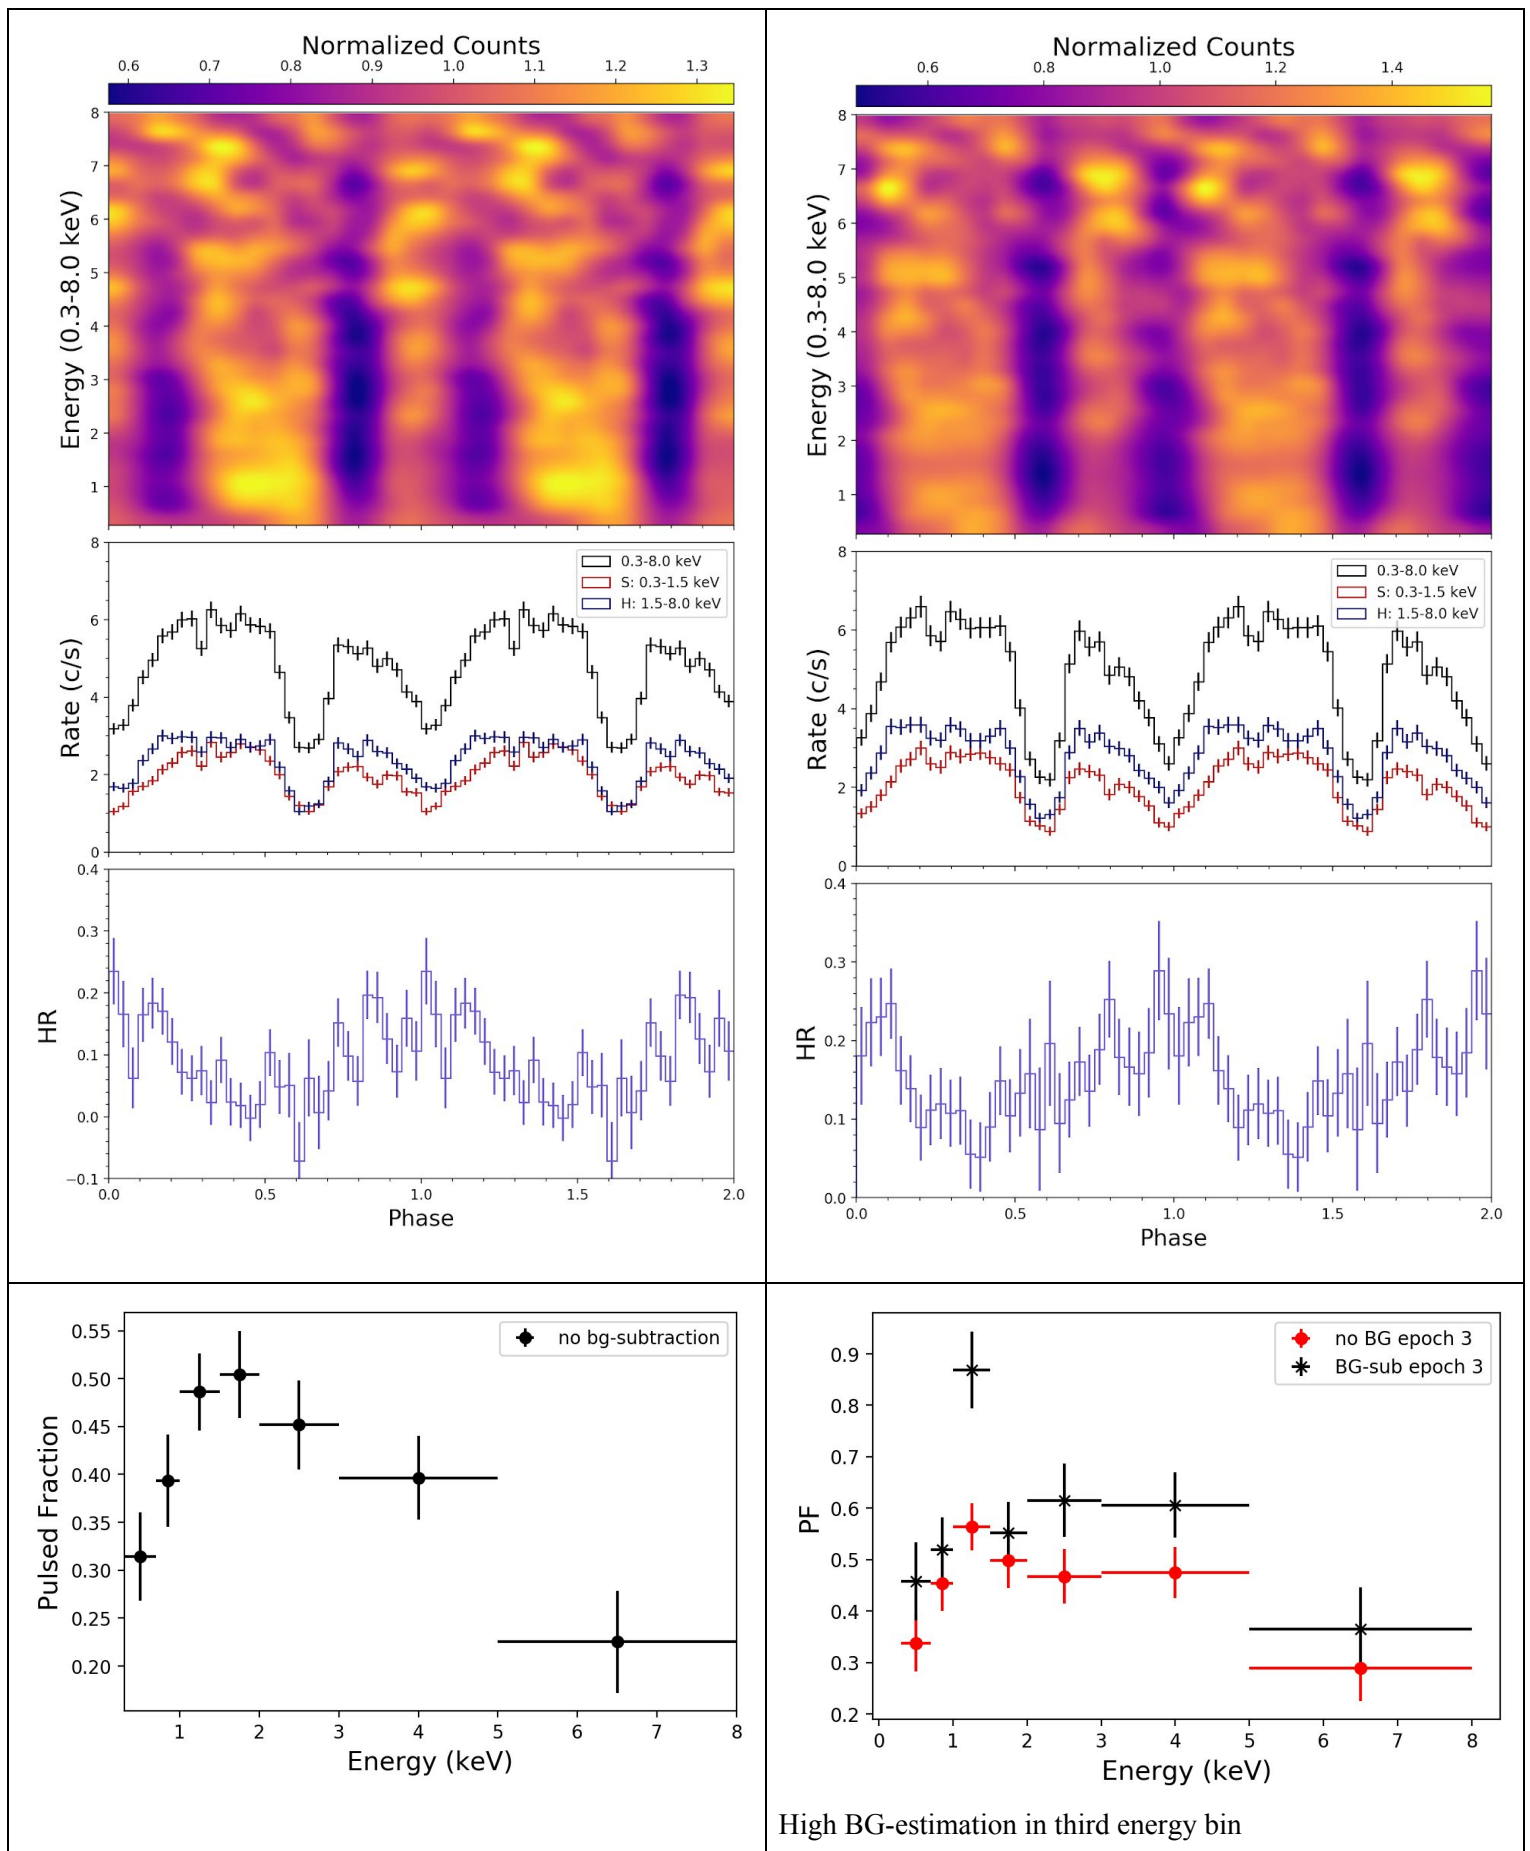 Normalized Counts
0.6 0.7 0.8 0.9 1.0 1.1 1.2 1.3
8
7
6
5
4
3
2
1
Energy (0.3-8.0 keV)
8
6
4
2
0
Rate (c/s)
0.3-8.0 keV
S: 0.3-1.5 keV
H: 1.5-8.0 keV
0.4
0.3
0.2
0.1
0.0
−0.1
HR
0.0 0.5 1.0 1.5 2.0
Phase
Normalized Counts
0.6 0.8 1.0 1.2 1.4
8
7
6
5
4
3
2
1
Energy (0.3-8.0 keV)
8
6
4
2
0
Rate (c/s)
0.3-8.0 keV
S: 0.3-1.5 keV
H: 1.5-8.0 keV
0.4
0.3
0.2
0.1
0.0
HR
0.0 0.5 1.0 1.5 2.0
Phase
0.55
0.50
0.45
0.40
0.35
0.30
0.25
0.20
Pulsed Fraction
no bg-subtraction
1 2 3 4 5 6 7 8
Energy (keV)
0.9
0.8
0.7
0.6
0.5
0.4
0.3
0.2
PF
no BG epoch 3
BG-sub epoch 3
0 1 2 3 4 5 6 7 8
Energy (keV)
High BG-estimation in third energy bin